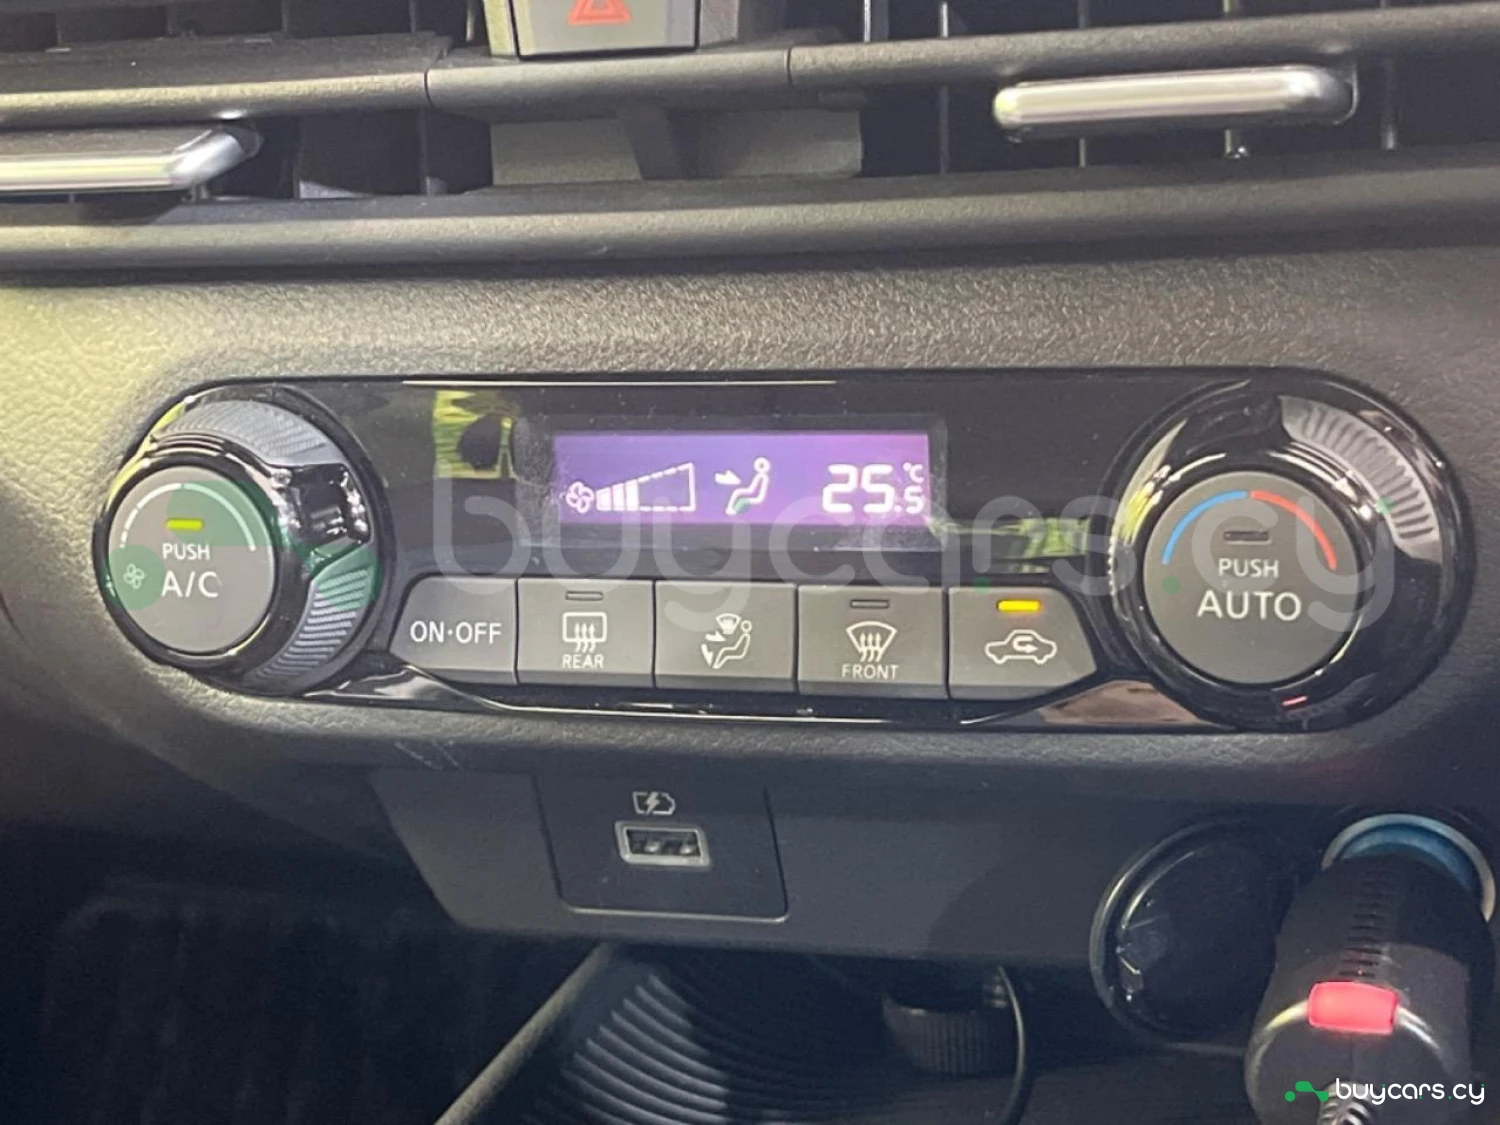 25.5 °C
PUSH
A/C
ON·OFF
REAR
FRONT
PUSH
AUTO
buycars.cy
buycars.cy